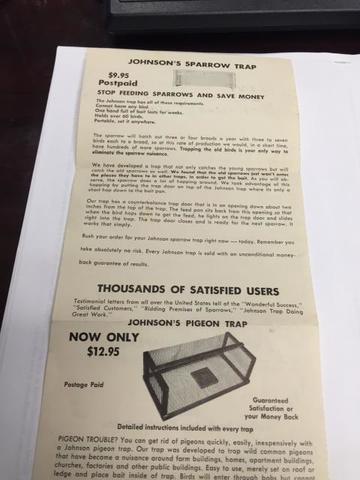 JOHNSON'S SPARROW TRAP
$9.95
Postpaid
STOP FEEDING SPARROWS AND SAVE MONEY
The Johnson trap has all of these requirements.
Cannot harm any bird.
One hand full of bait lasts for weeks.
Holds over 60 birds.
Portable, set it anywhere.
The sparrow will hatch out three or four broods a year with three to seven
birds each to a brood, so at this rate of production we would, in a short time,
have hundreds of more sparrows. Trapping the old birds is your only way to
eliminate the sparrow nuisance.
We have developed a trap that not only catches the young sparrows but will
catch the old sparrows as well. We found that the old sparrows just won't enter
the places they have to in other traps, in order to get the bait. As you will ob-
serve, the sparrow does a lot of hopping around. We took advantage of this
hopping by putting the trap door on top of the Johnson trap where its only a
short hop down to the bait pan.
Our trap has a counterbalance trap door that is in an opening down about two
inches from the top of the trap. The feed pan sits back from this opening so that
when the bird hops down to get the feed, he lights on the trap door and slides
right into the trap. The trap door closes and is ready for the next sparrow. It
works that simply.
Rush your order for your Johnson sparrow trap right now — today. Remember you
take absolutely no risk. Every Johnson trap is sold with an unconditional money-
back guarantee of results.
THOUSANDS OF SATISFIED USERS
Testimonial letters from all over the United States tell of the "Wonderful Success,"
"Satisfied Customers," "Ridding Premises of Sparrows," "Johnson Trap Doing
Great Work."
JOHNSON'S PIGEON TRAP
NOW ONLY
$12.95
Postage Paid
Guaranteed
Satisfaction or
your Money Back
Detailed instructions included with every trap
PIGEON TROUBLE? You can get rid of pigeons quickly, easily, inexpensively with
a Johnson pigeon trap. Our trap was developed to trap wild common pigeons
that have become a nuisance around farm buildings, homes, apartment buildings,
churches, factories and other public buildings. Easy to use, merely set on roof or
ledge and place bait inside of trap. Birds will enter through bobs but cannot